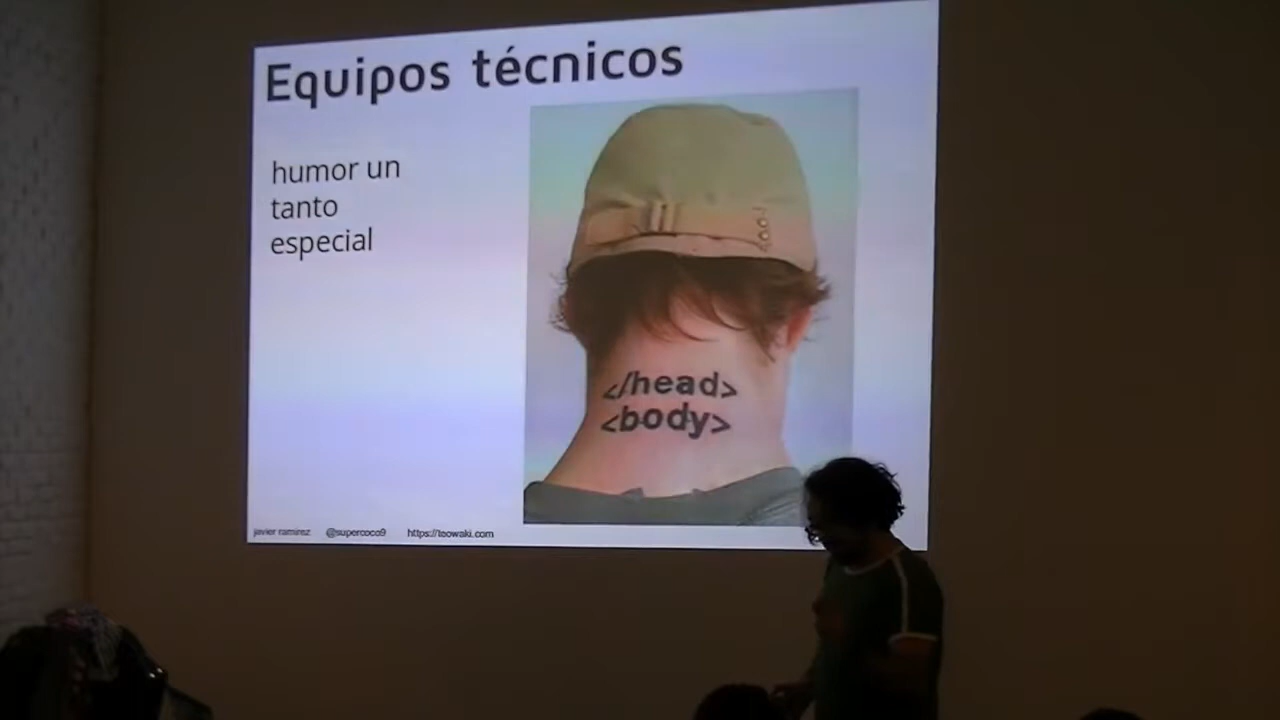 Equipos técnicos
humor un
tanto
especial
</head>
<body>
javier ramirez @supercoco9 https://teowaki.com